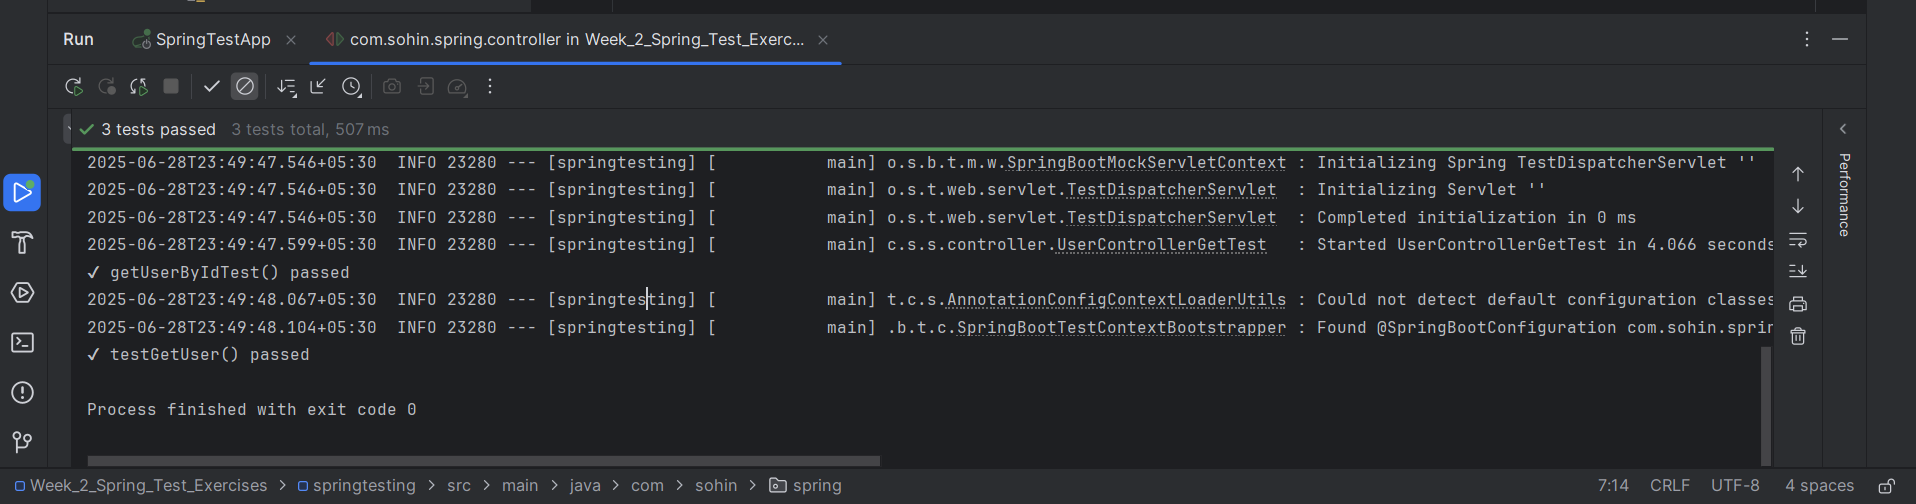 Run SpringTestApp com.sohin.spring.controller in Week_2_Spring_Test_Exerc...
3 tests passed 3 tests total, 507 ms
2025-06-28T23:49:47.546+05:30  INFO 23280 --- [springtesting] [           main] o.s.b.t.m.w.SpringBootMockServletContext : Initializing Spring TestDispatcherServlet ''
2025-06-28T23:49:47.546+05:30  INFO 23280 --- [springtesting] [           main] o.s.t.web.servlet.TestDispatcherServlet  : Initializing Servlet ''
2025-06-28T23:49:47.546+05:30  INFO 23280 --- [springtesting] [           main] o.s.t.web.servlet.TestDispatcherServlet  : Completed initialization in 0 ms
2025-06-28T23:49:47.599+05:30  INFO 23280 --- [springtesting] [           main] c.s.s.controller.UserControllerGetTest   : Started UserControllerGetTest in 4.066 seconds
✓ getUserByIdTest() passed
2025-06-28T23:49:48.067+05:30  INFO 23280 --- [springtesting] [           main] t.c.s.AnnotationConfigContextLoaderUtils : Could not detect default configuration classes
2025-06-28T23:49:48.104+05:30  INFO 23280 --- [springtesting] [           main] .b.t.c.SpringBootTestContextBootstrapper : Found @SpringBootConfiguration com.sohin.sprin
✓ testGetUser() passed
Process finished with exit code 0
Performance
Week_2_Spring_Test_Exercises > springtesting > src > main > java > com > sohin > spring 7:14 CRLF UTF-8 4 spaces